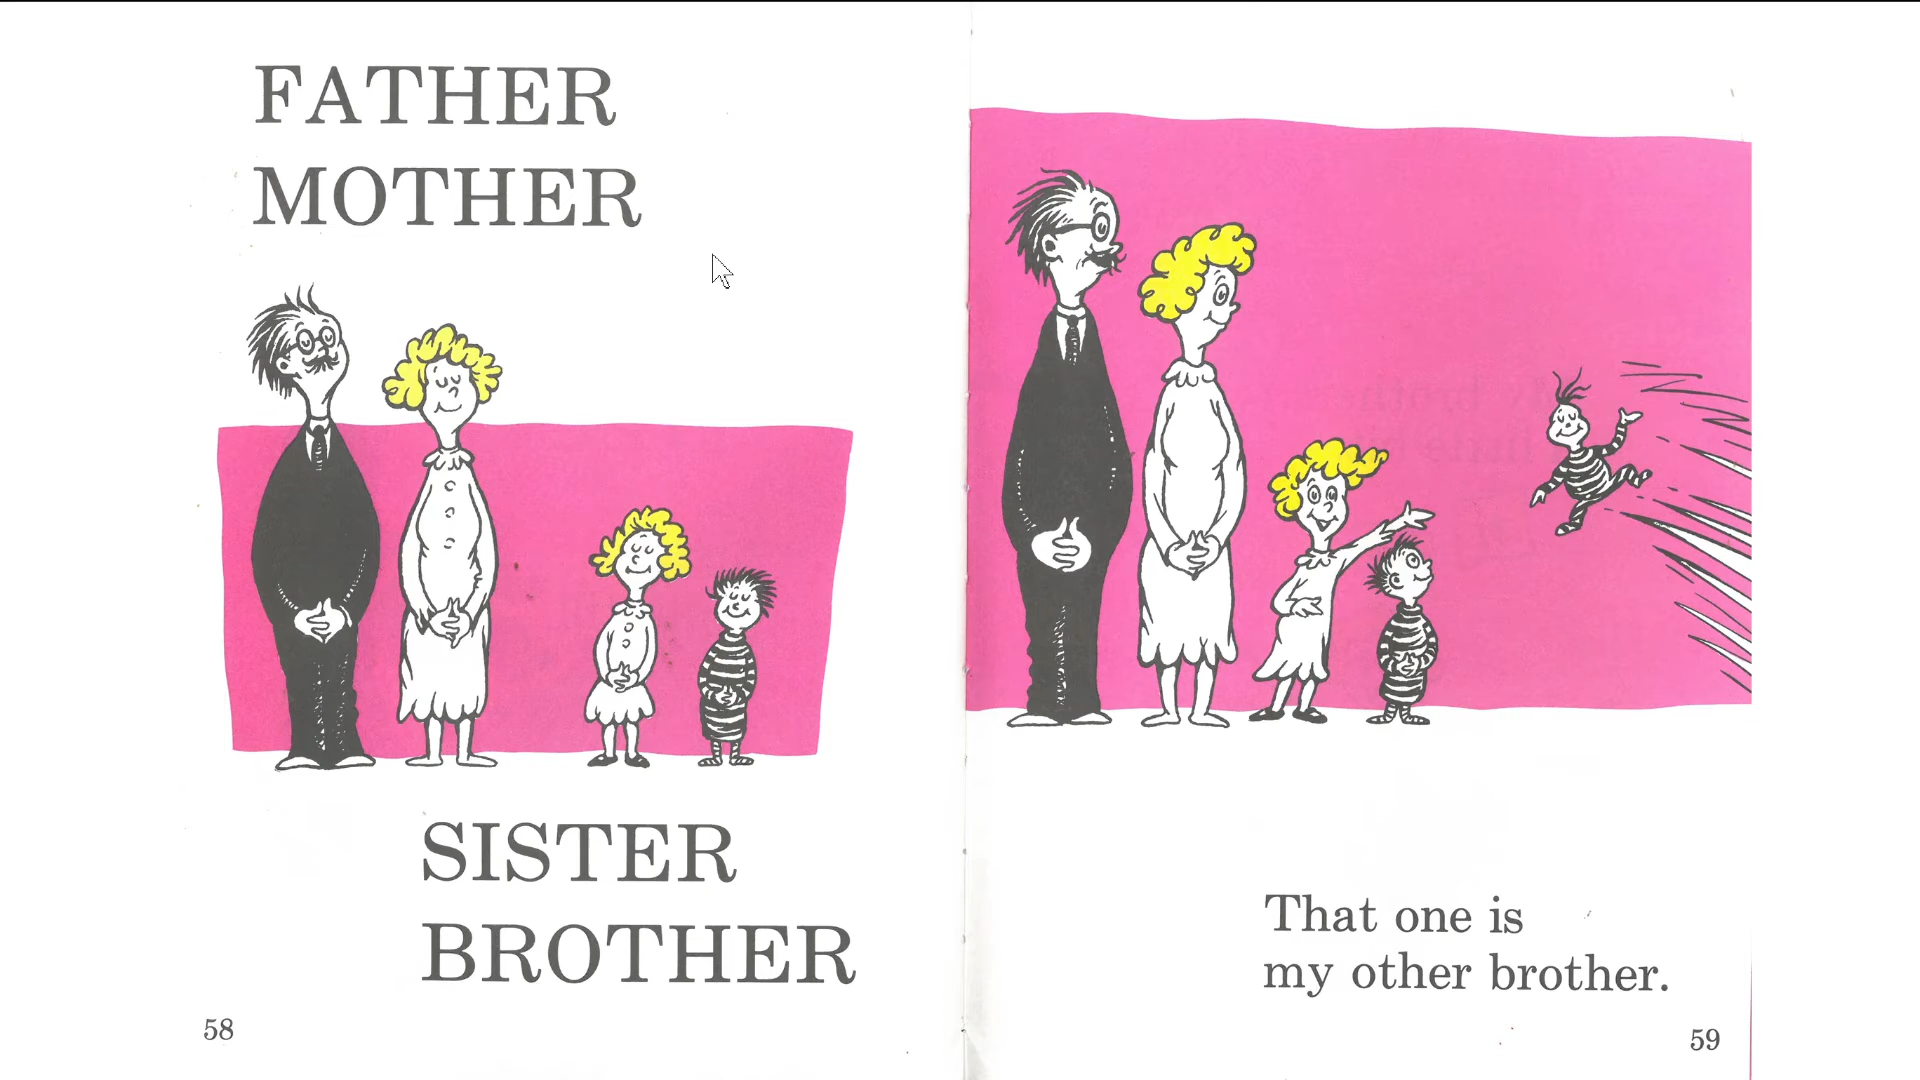 FATHER
MOTHER
SISTER
BROTHER
58
That one is
my other brother.
59